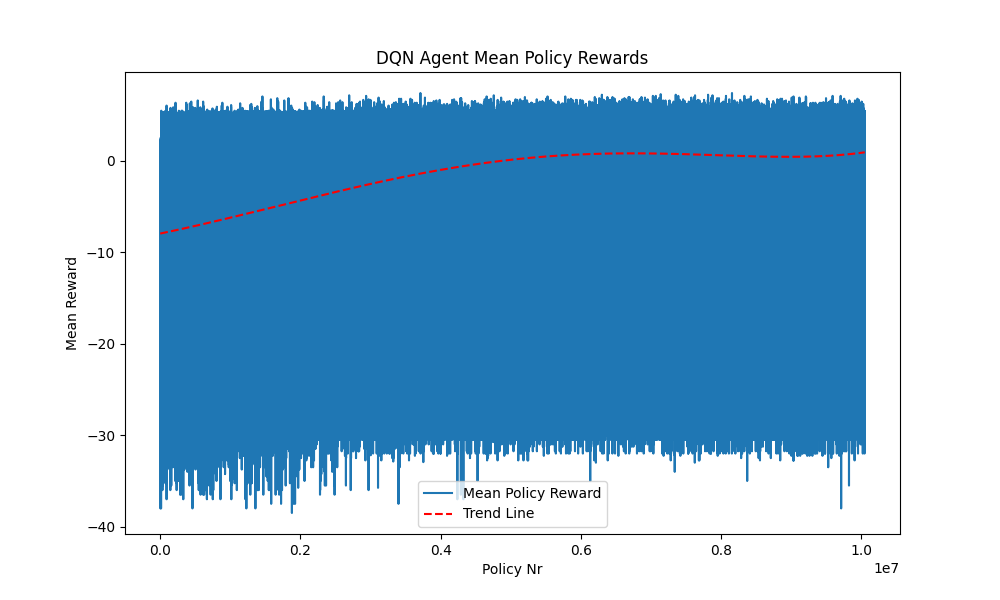 DQN Agent Mean Policy Rewards
Mean Reward
0
−10
−20
−30
−40
Mean Policy Reward
Trend Line
0.0 0.2 0.4 0.6 0.8 1.0
1e7
Policy Nr